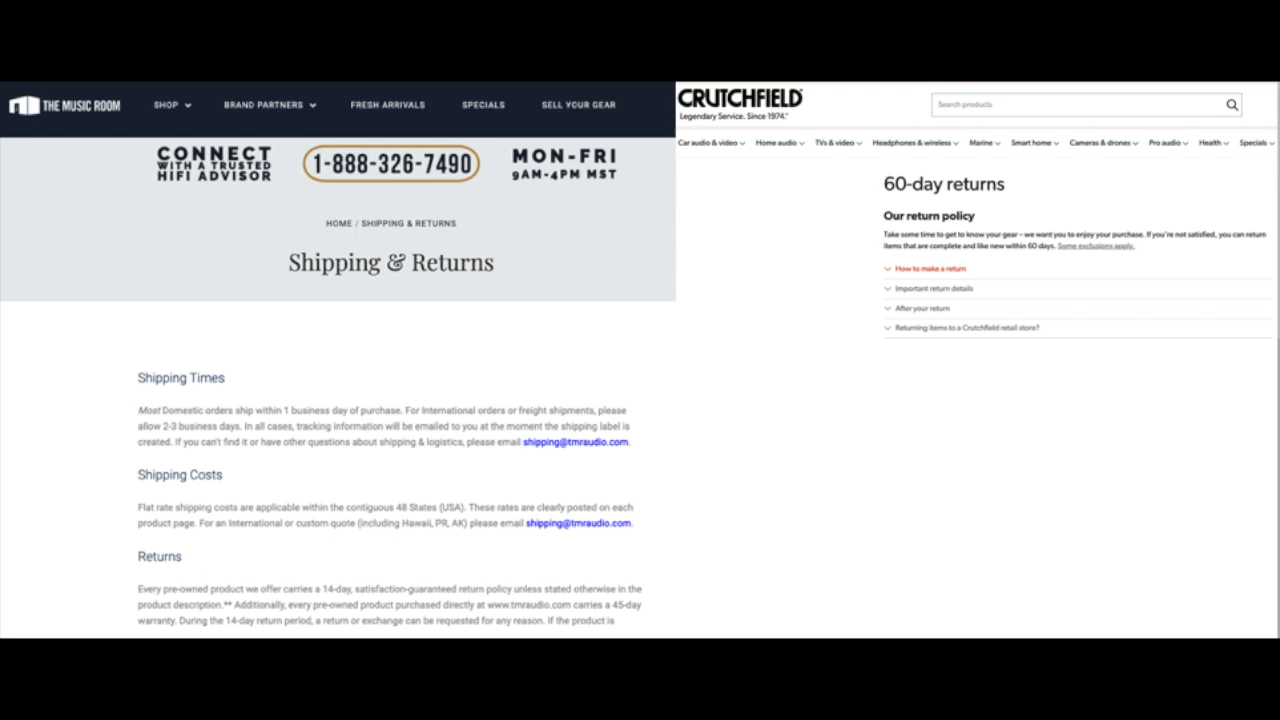 THE MUSIC ROOM
SHOP
BRAND PARTNERS
FRESH ARRIVALS
SPECIALS
SELL YOUR GEAR
CONNECT
WITH A TRUSTED
HIFI ADVISOR
1-888-326-7490
MON-FRI
9AM-4PM MST
HOME / SHIPPING & RETURNS
Shipping & Returns
Shipping Times
Most Domestic orders ship within 1 business day of purchase. For International orders or freight shipments, please
allow 2-3 business days. In all cases, tracking information will be emailed to you at the moment the shipping label is
created. If you can't find it or have other questions about shipping & logistics, please email shipping@tmraudio.com.
Shipping Costs
Flat rate shipping costs are applicable within the contiguous 48 States (USA). These rates are clearly posted on each
product page. For an International or custom quote (including Hawaii, PR, AK) please email shipping@tmraudio.com.
Returns
Every pre-owned product we offer carries a 14-day, satisfaction-guaranteed return policy unless stated otherwise in the
product description.** Additionally, every pre-owned product purchased directly at www.tmraudio.com carries a 45-day
warranty. During the 14-day return period, a return or exchange can be requested for any reason. If the product is
CRUTCHFIELD®
Legendary Service. Since 1974.™
Search products
Car audio & video
Home audio
TVs & video
Headphones & wireless
Marine
Smart home
Cameras & drones
Pro audio
Health
Specials
60-day returns
Our return policy
Take some time to get to know your gear – we want you to enjoy your purchase. If you're not satisfied, you can return
items that are complete and like new within 60 days. Some exclusions apply.
How to make a return
Important return details
After your return
Returning items to a Crutchfield retail store?